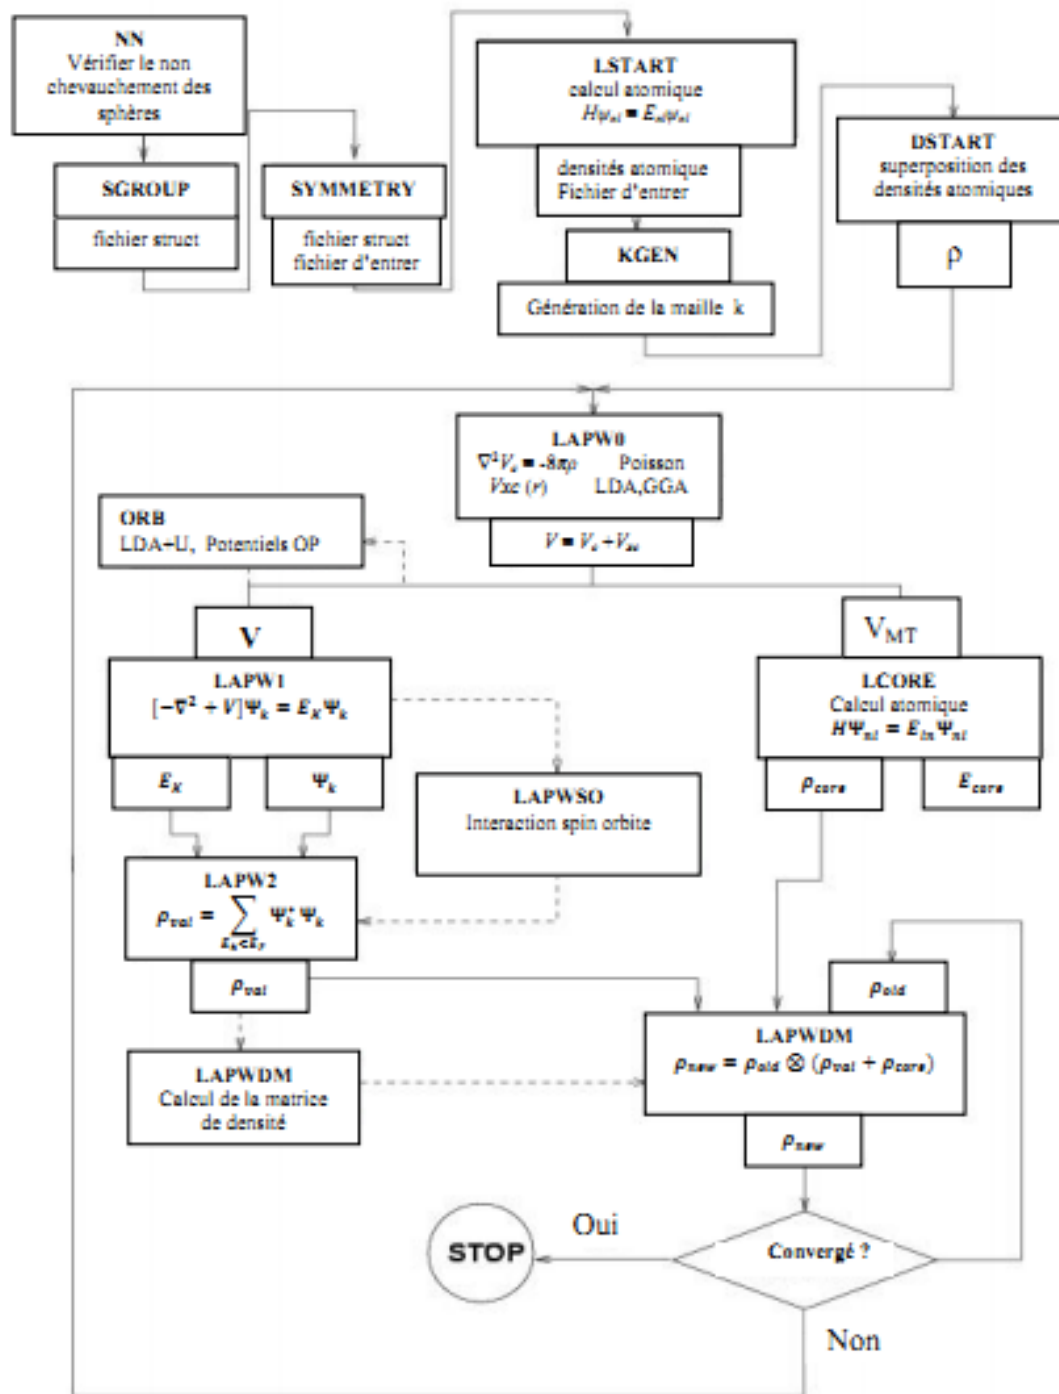 NN
Vérifier le non
chevauchement des
sphères
SGROUP
fichier struct
SYMMETRY
fichier struct
fichier d'entrer
LSTART
calcul atomique
Hψnl = Enlψnl
densités atomique
Fichier d'entrer
KGEN
Génération de la maille k
DSTART
superposition des
densités atomiques
ρ
LAPW0
∇²Vc = -8πρ Poisson
Vxc (r) LDA,GGA
V = Vc + Vxc
ORB
LDA+U, Potentiels OP
V
LAPW1
[−∇² + V]Ψk = EKΨk
EK
Ψk
VMT
LCORE
Calcul atomique
HΨnl = ElnΨnl
ρcore
Ecore
LAPWSO
Interaction spin orbite
LAPW2
ρval = ∑ Ψk* Ψk
Ek<EF
ρval
LAPWDM
Calcul de la matrice
de densité
ρold
LAPWDM
ρnew = ρold ⊗ (ρval + ρcore)
ρnew
Convergé ?
Oui
STOP
Non